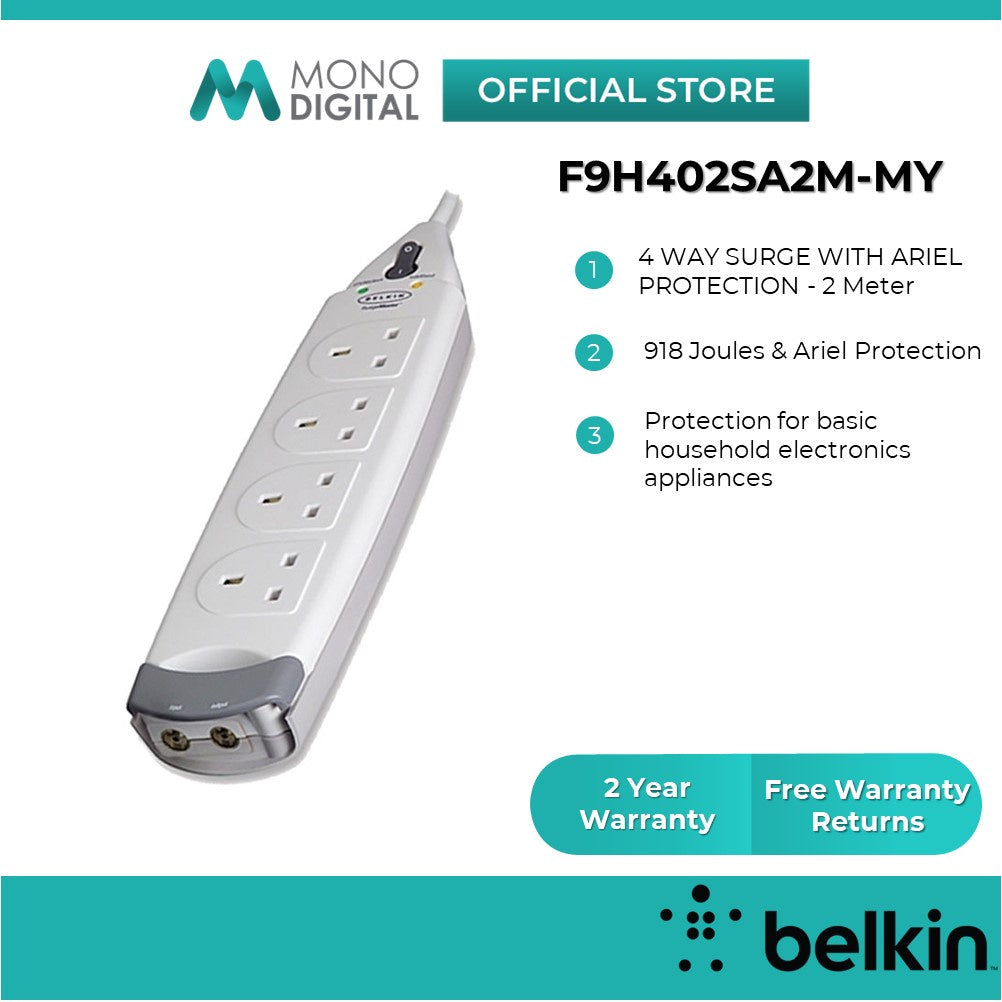 MONO
DIGITAL
OFFICIAL STORE
F9H402SA2M-MY
1
4 WAY SURGE WITH ARIEL
PROTECTION - 2 Meter
2
918 Joules & Ariel Protection
3
Protection for basic
household electronics
appliances
BELKIN
2 Year
Warranty
Free Warranty
Returns
belkin